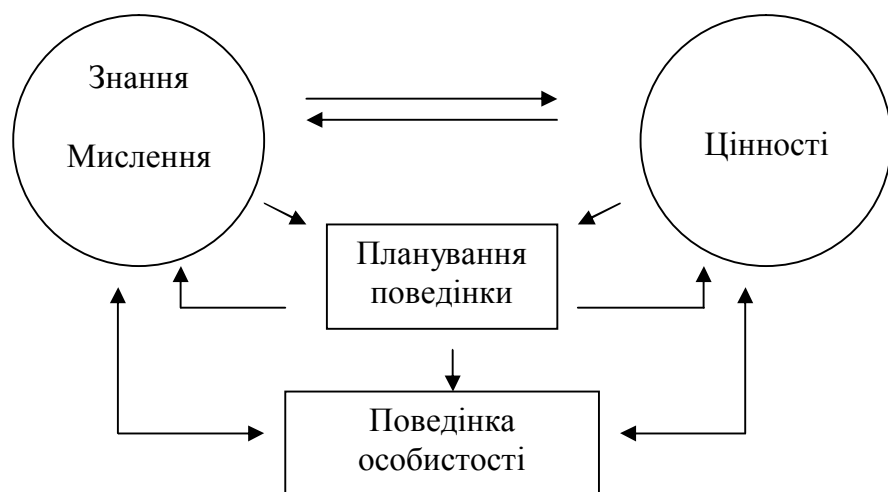 Знання
Мислення
Цінності
Планування
поведінки
Поведінка
особистості